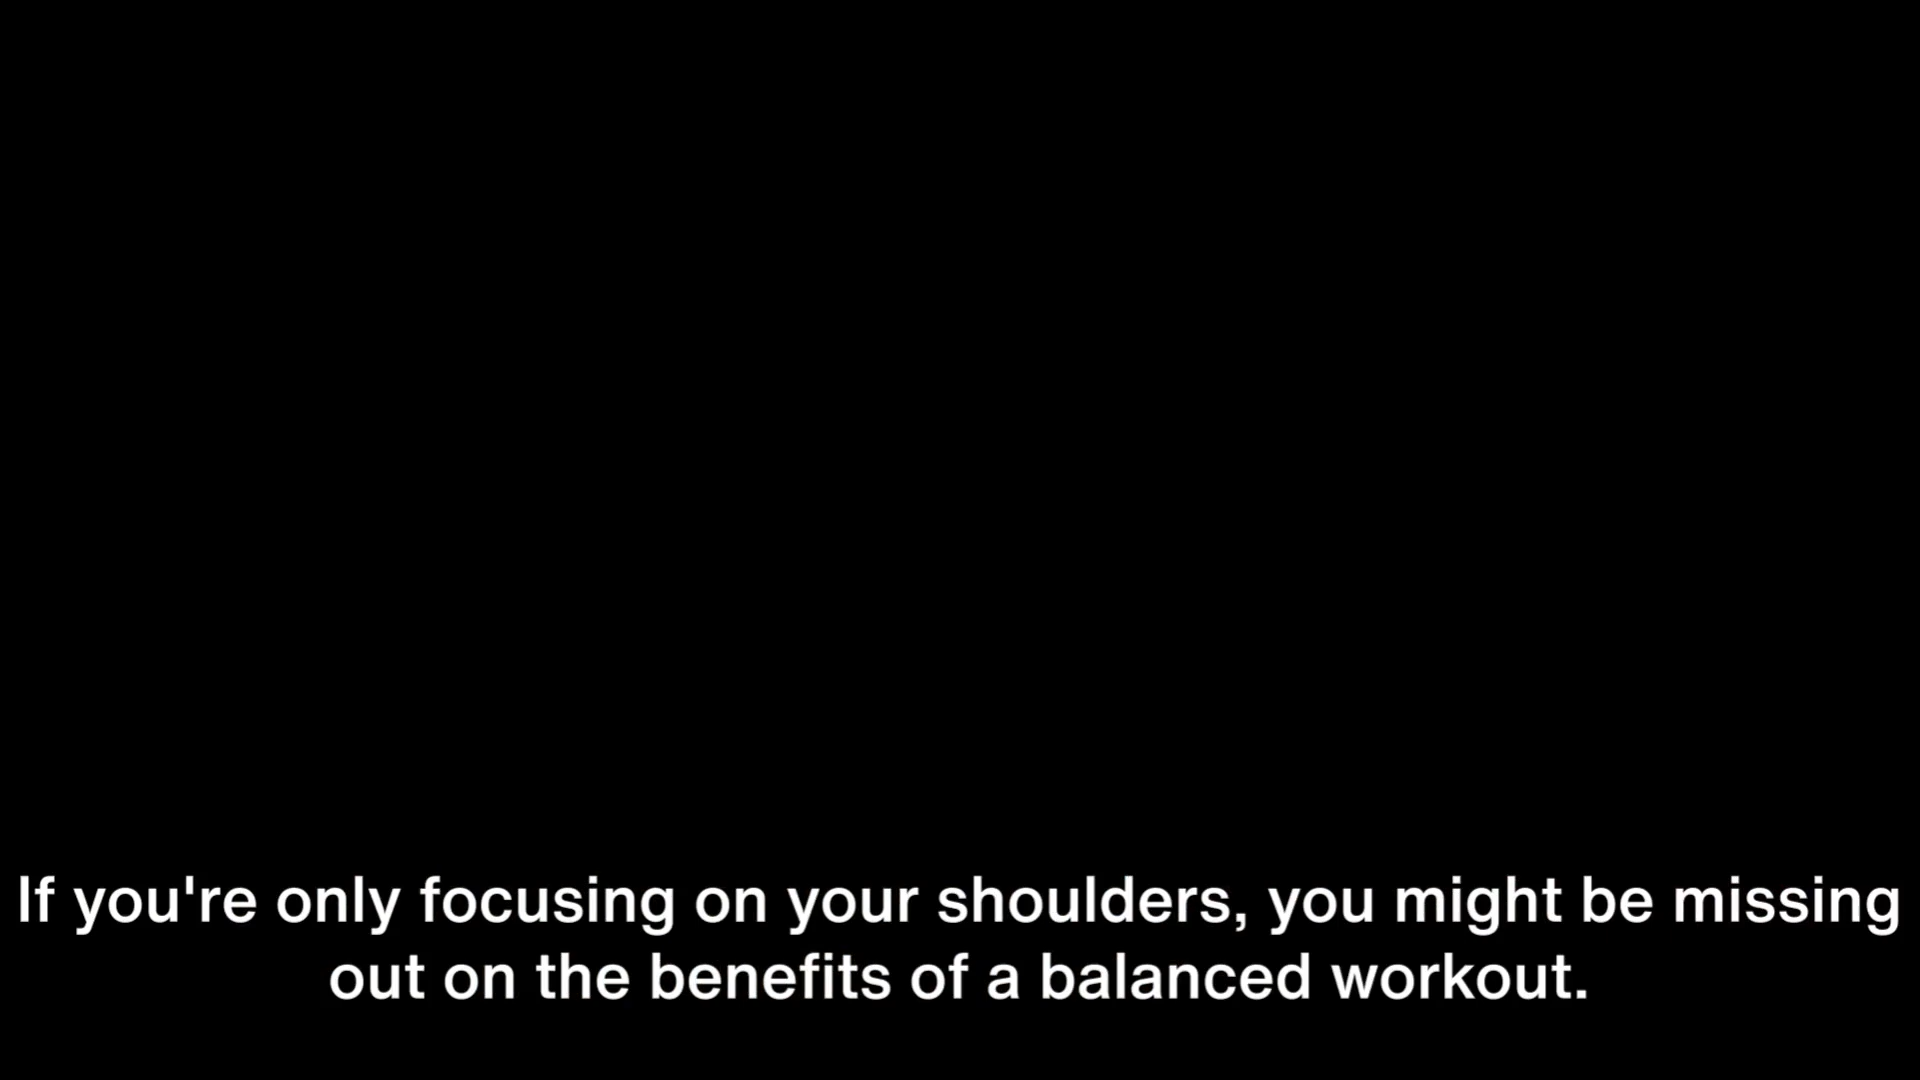 If you're only focusing on your shoulders, you might be missing
out on the benefits of a balanced workout.